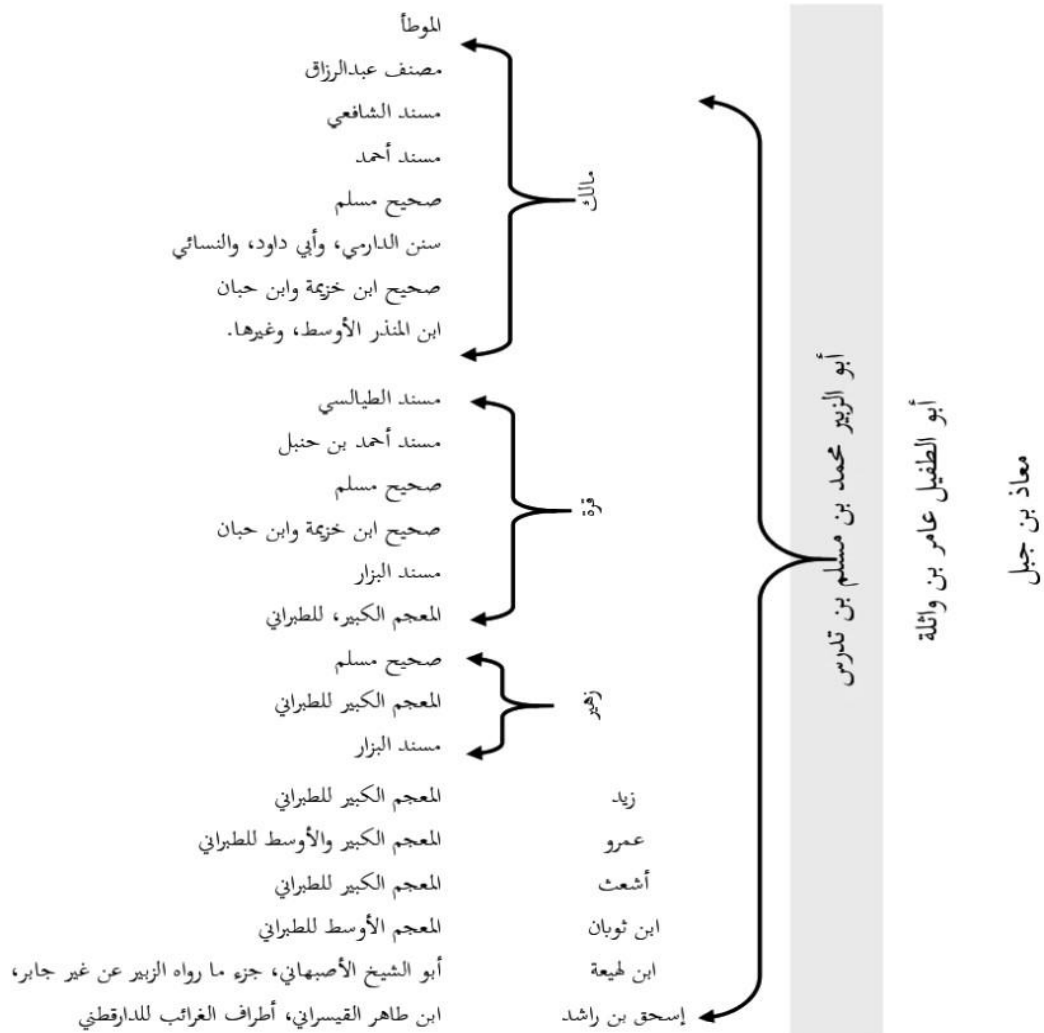 معاذ بن جبل
أبو الطفيل عامر بن واثلة
أبو الزبير محمد بن مسلم بن تدرس
مالك
الموطأ
مصنف عبدالرزاق
مسند الشافعي
مسند أحمد
صحيح مسلم
سنن الدارمي، وأبي داود، والنسائي
صحيح ابن خزيمة وابن حبان
ابن المنذر الأوسط، وغيرها.
قرة
مسند الطيالسي
مسند أحمد بن حنبل
صحيح مسلم
صحيح ابن خزيمة وابن حبان
مسند البزار
المعجم الكبير، للطبراني
زهير
صحيح مسلم
المعجم الكبير للطبراني
مسند البزار
زيد المعجم الكبير للطبراني
عمرو المعجم الكبير والأوسط للطبراني
أشعث المعجم الكبير للطبراني
ابن ثوبان المعجم الأوسط للطبراني
ابن لهيعة أبو الشيخ الأصبهاني، جزء ما رواه الزبير عن غير جابر،
إسحق بن راشد ابن طاهر القيسراني، أطراف الغرائب للدارقطني